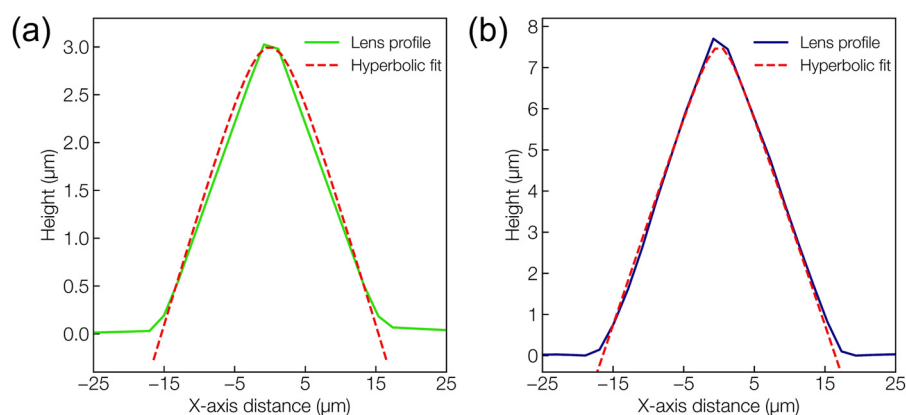 (a)
Lens profile
Hyperbolic fit
Height (µm)
3.0
2.5
2.0
1.5
1.0
0.5
0.0
−25 −15 −5 5 15 25
X-axis distance (µm)
(b)
Lens profile
Hyperbolic fit
Height (µm)
8
7
6
5
4
3
2
1
0
−25 −15 −5 5 15 25
X-axis distance (µm)